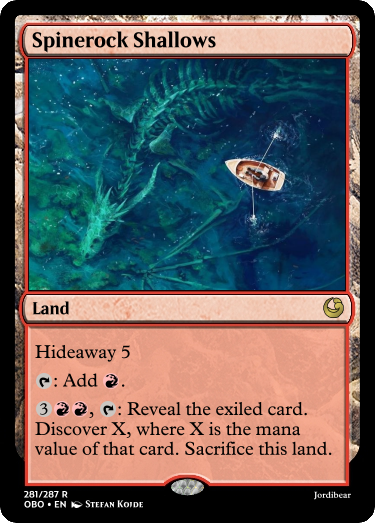 Spinerock Shallows
Land
Hideaway 5
: Add .
3 , : Reveal the exiled card.
Discover X, where X is the mana
value of that card. Sacrifice this land.
281/287 R
OBO • EN Stefan Koidl
Jordibear